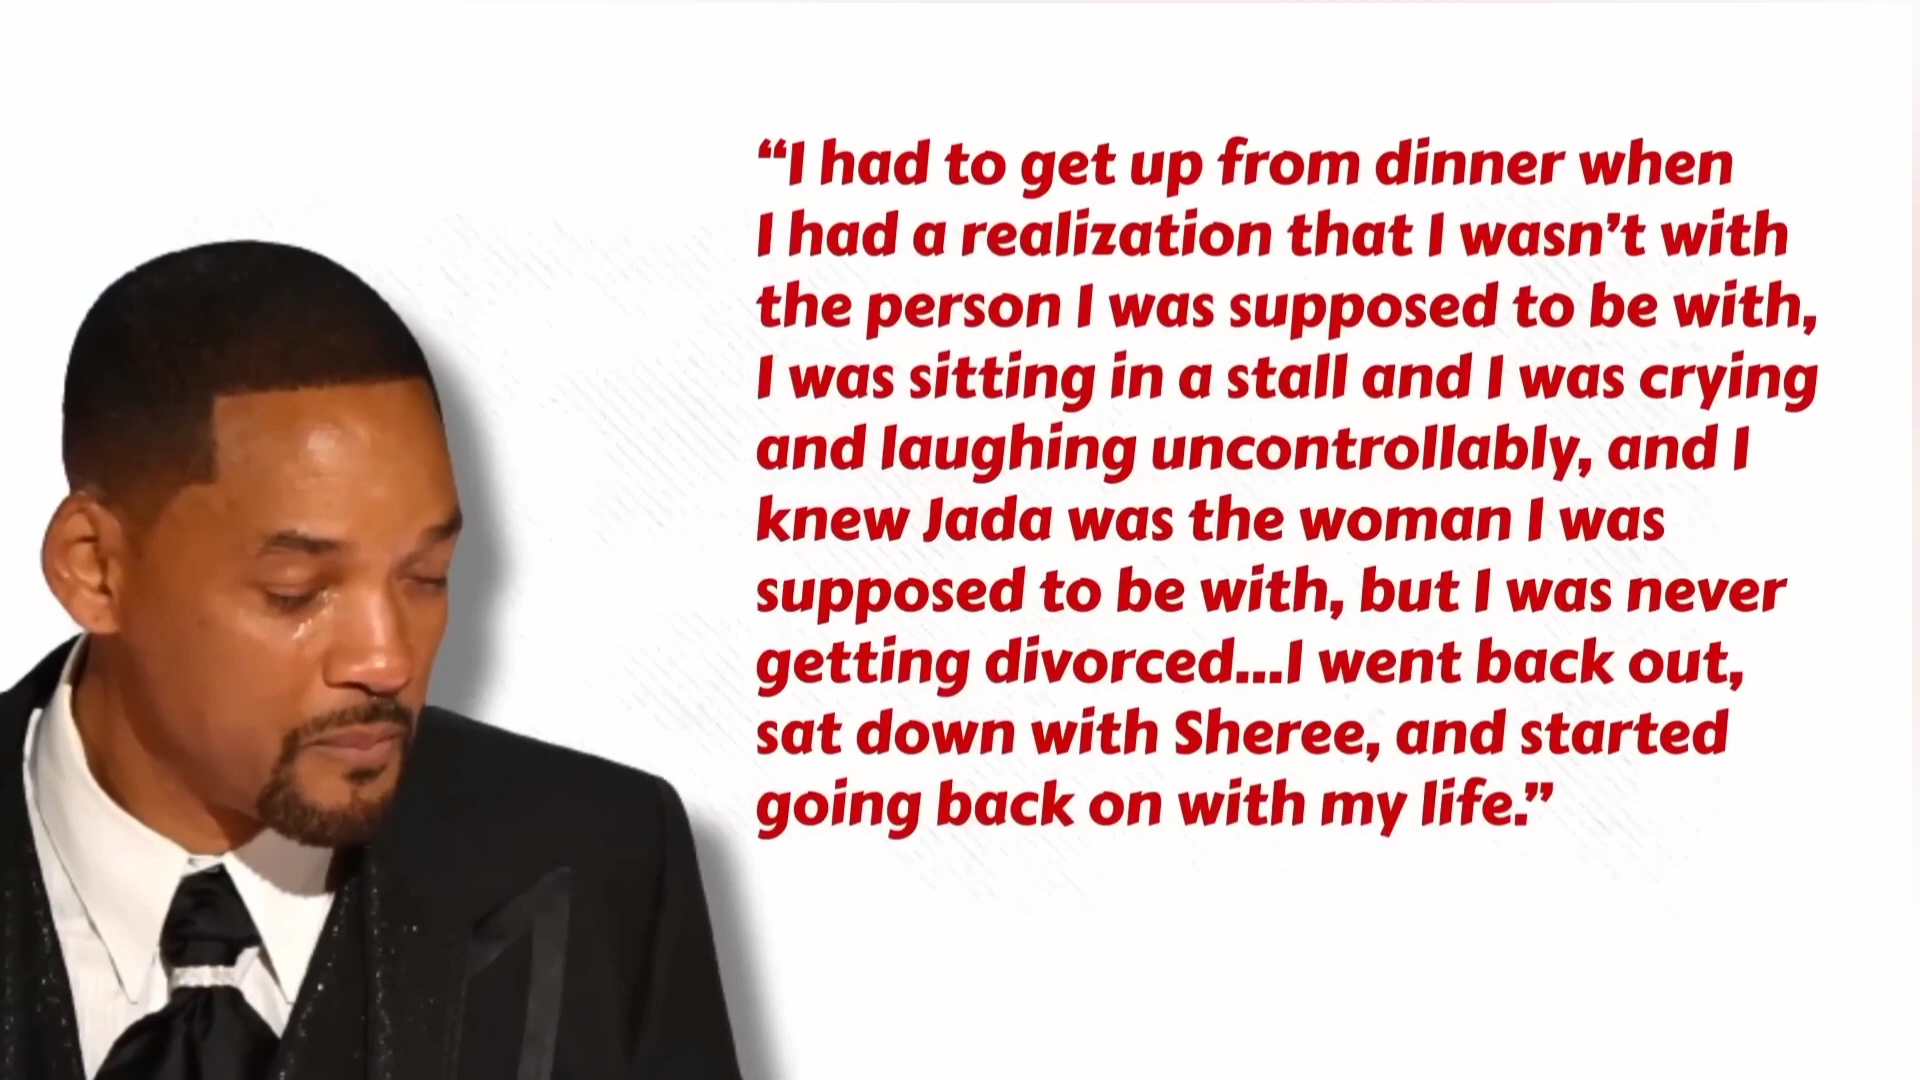 “I had to get up from dinner when
I had a realization that I wasn’t with
the person I was supposed to be with,
I was sitting in a stall and I was crying
and laughing uncontrollably, and I
knew Jada was the woman I was
supposed to be with, but I was never
getting divorced...I went back out,
sat down with Sheree, and started
going back on with my life.”